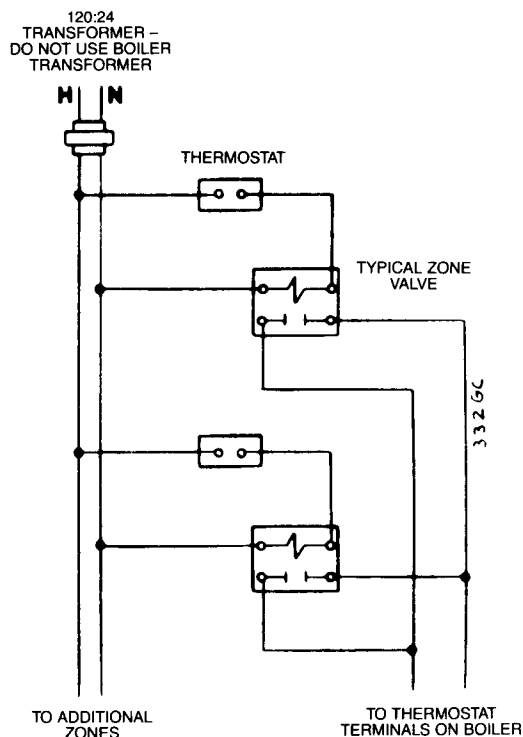 120:24
TRANSFORMER –
DO NOT USE BOILER
TRANSFORMER
H N
THERMOSTAT
TYPICAL ZONE
VALVE
332GC
TO ADDITIONAL
ZONES
TO THERMOSTAT
TERMINALS ON BOILER